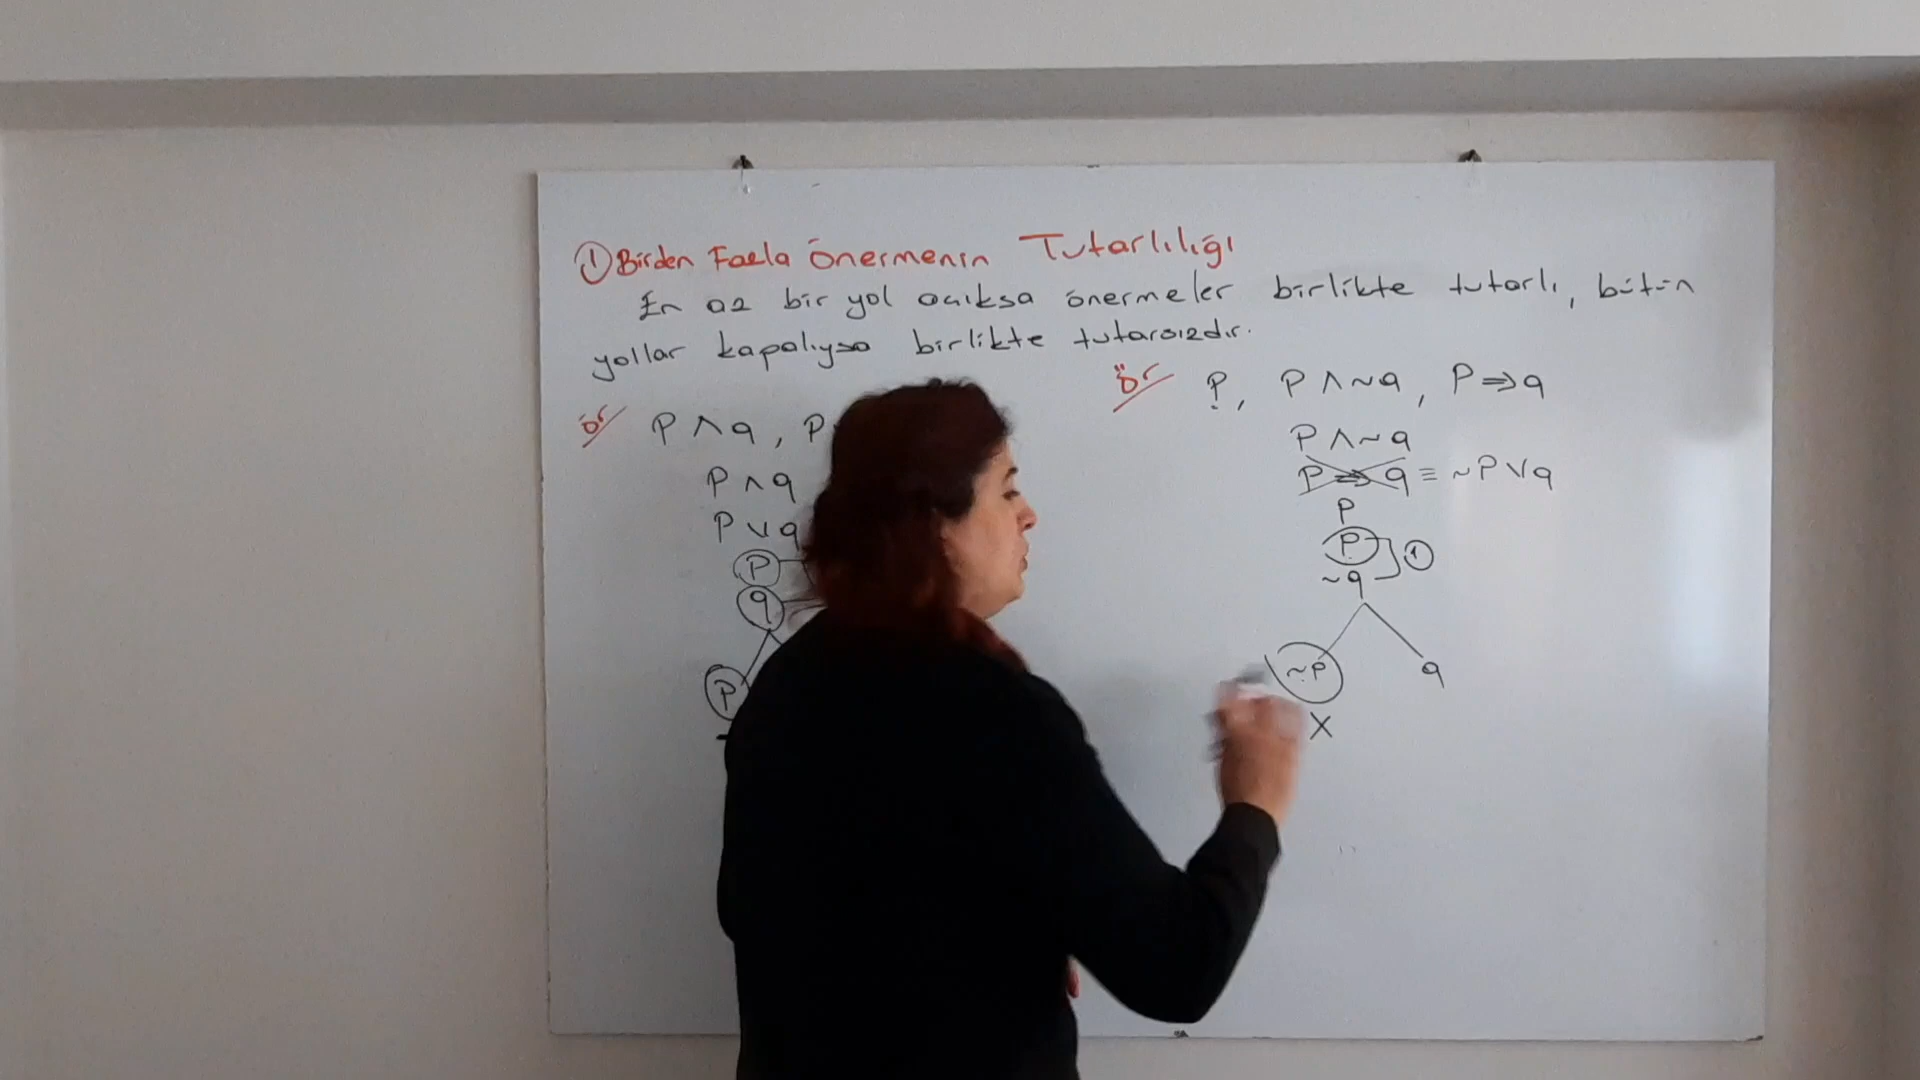 ① Birden Fazla Önermenin Tutarlılığı
En az bir yol açıksa önermeler birlikte tutarlı, bütün
yollar kapalıysa birlikte tutarsızdır.
ör P ∧ q , P
P ∧ q
P ∨ q
P
q
P
ör P, P ∧ ~q, P ⇒ q
P ∧ ~q
P ⇒ q ≡ ~P ∨ q
P
P ①
~q
~P q
X